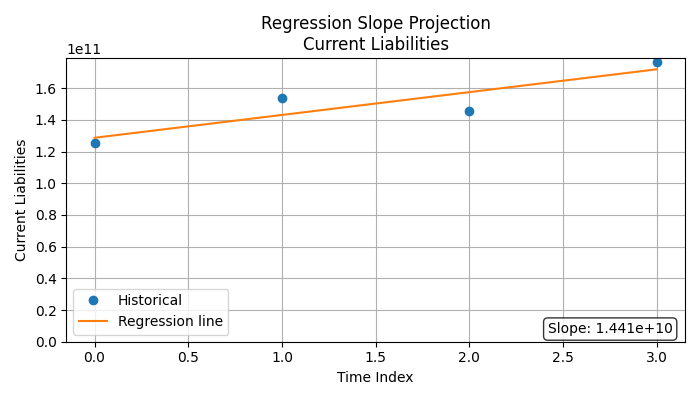 Regression Slope Projection
Current Liabilities
1e11
1.6
1.4
1.2
1.0
0.8
0.6
0.4
0.2
0.0
Current Liabilities
Historical
Regression line
Slope: 1.441e+10
0.0 0.5 1.0 1.5 2.0 2.5 3.0
Time Index